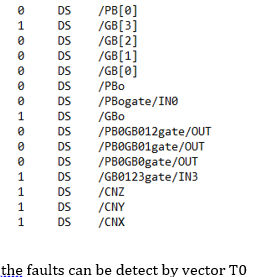 0 DS /PB[0]
1 DS /GB[3]
0 DS /GB[2]
0 DS /GB[1]
0 DS /GB[0]
0 DS /PBo
0 DS /PBogate/IN0
1 DS /GBo
0 DS /PB0GB012gate/OUT
0 DS /PB0GB01gate/OUT
0 DS /PB0GB0gate/OUT
1 DS /GB0123gate/IN3
1 DS /CNZ
1 DS /CNY
1 DS /CNX
the faults can be detect by vector T0